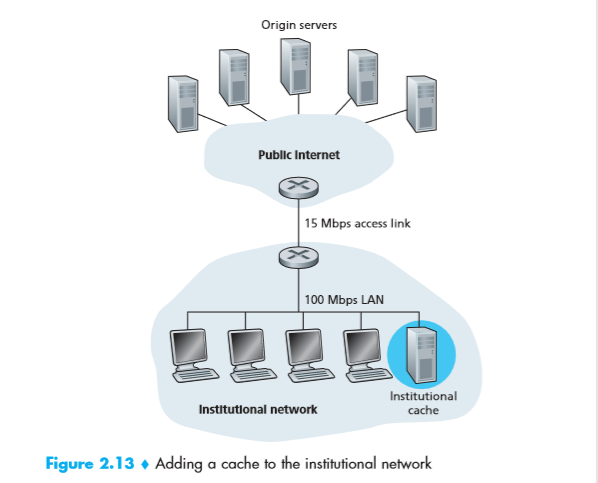 Origin servers
Public Internet
15 Mbps access link
100 Mbps LAN
Institutional
cache
Institutional network
Figure 2.13 ♦ Adding a cache to the institutional network